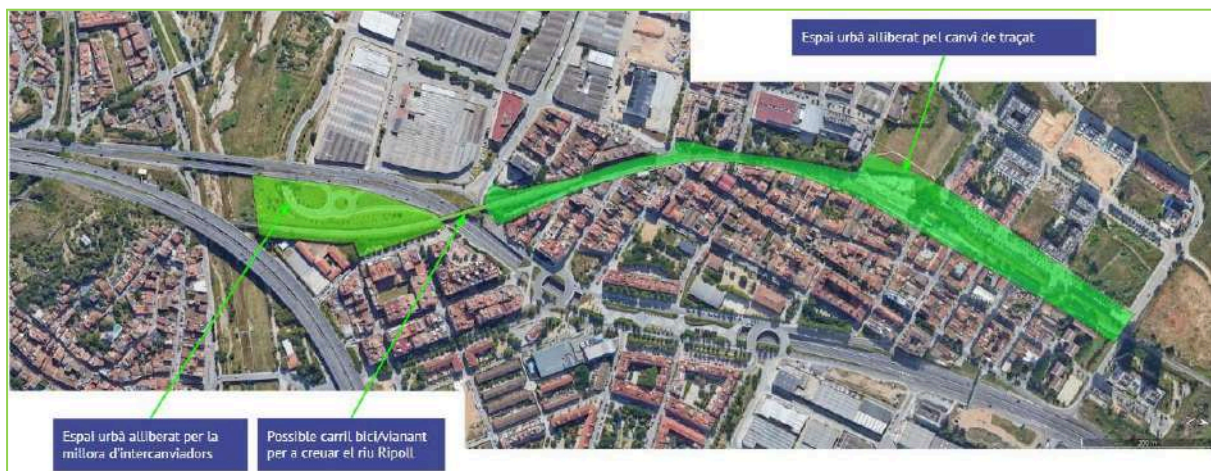 Espai urbà alliberat pel canvi de traçat
Espai urbà alliberat per la
millora d'intercanviadors
Possible carril bici/vianant
per a creuar el riu Ripoll
200 m